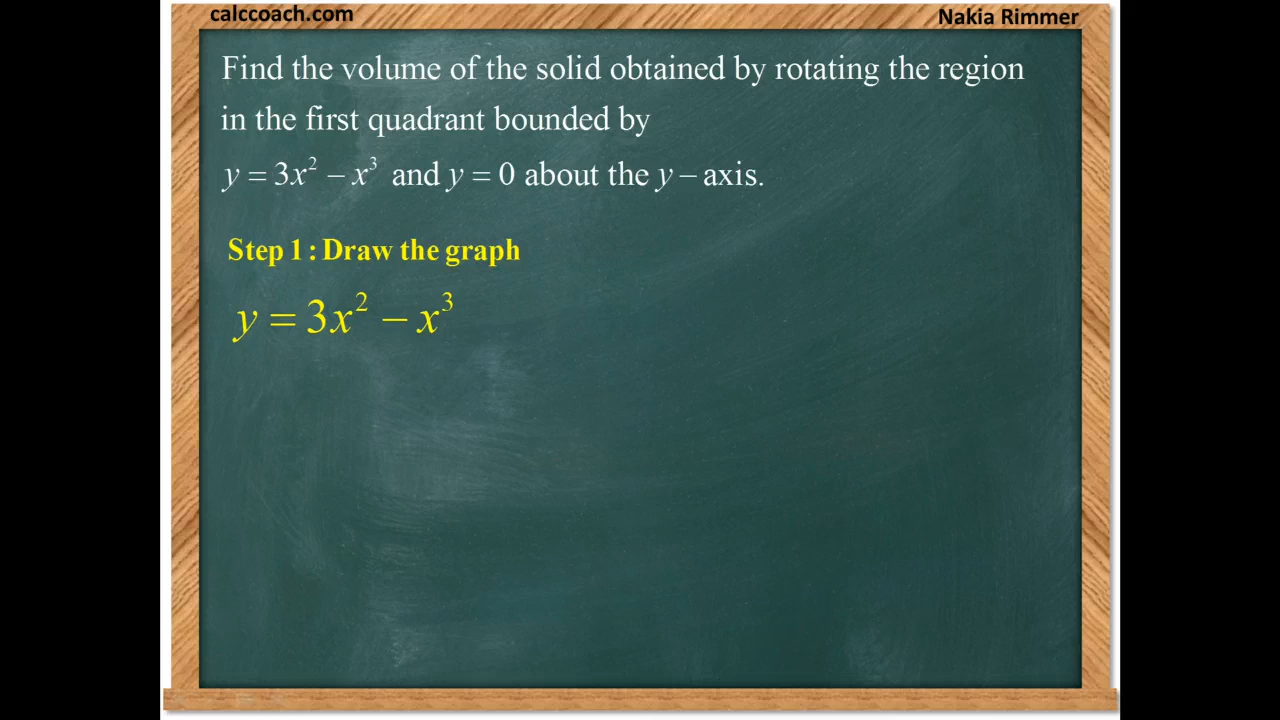 calccoach.com
Nakia Rimmer
Find the volume of the solid obtained by rotating the region
in the first quadrant bounded by
y = 3x² − x³ and y = 0 about the y − axis.
Step 1 : Draw the graph
y = 3x² − x³